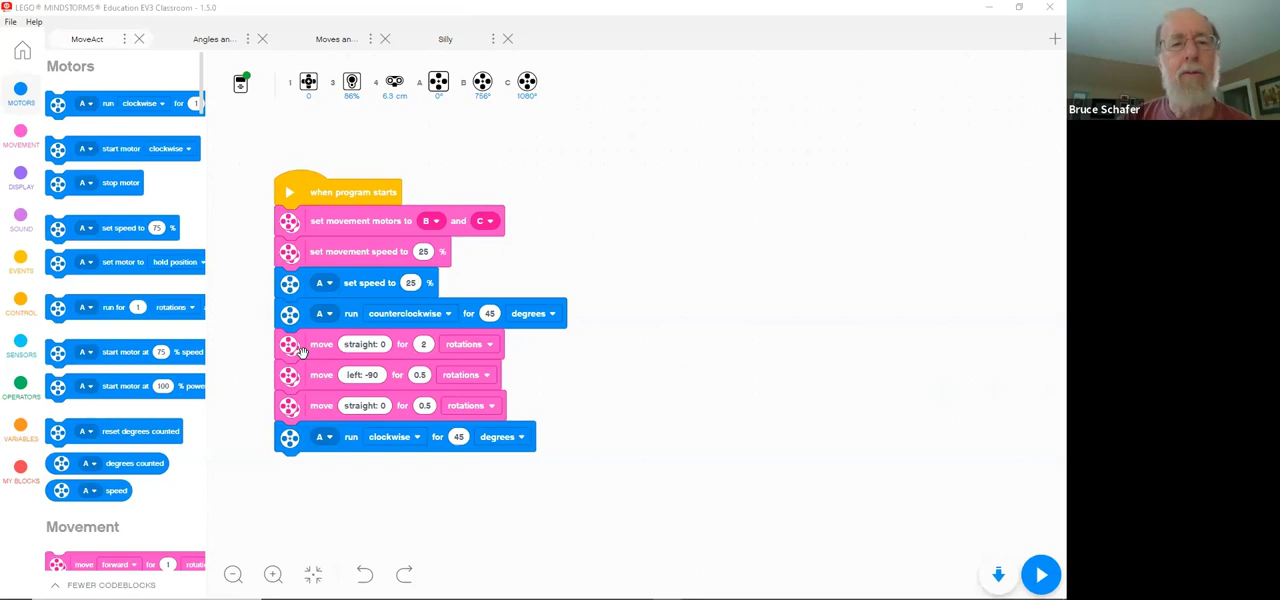 LEGO® MINDSTORMS® Education EV3 Classroom - 1.5.0
File Help
MoveAct Angles an... Moves an... Silly
Motors
1 3 4 A B C
0 86% 6.3 cm 0° 756° 1080°
MOTORS
MOVEMENT
DISPLAY
SOUND
EVENTS
CONTROL
SENSORS
OPERATORS
VARIABLES
MY BLOCKS
A run clockwise for 1
A start motor clockwise
A stop motor
A set speed to 75 %
A set motor to hold position
A run for 1 rotations
A start motor at 75 % speed
A start motor at 100 % powe
A reset degrees counted
A degrees counted
A speed
Movement
move forward for 1 rotati
FEWER CODEBLOCKS
when program starts
set movement motors to B and C
set movement speed to 25 %
A set speed to 25 %
A run counterclockwise for 45 degrees
move straight: 0 for 2 rotations
move left: -90 for 0.5 rotations
move straight: 0 for 0.5 rotations
A run clockwise for 45 degrees
Bruce Schafer